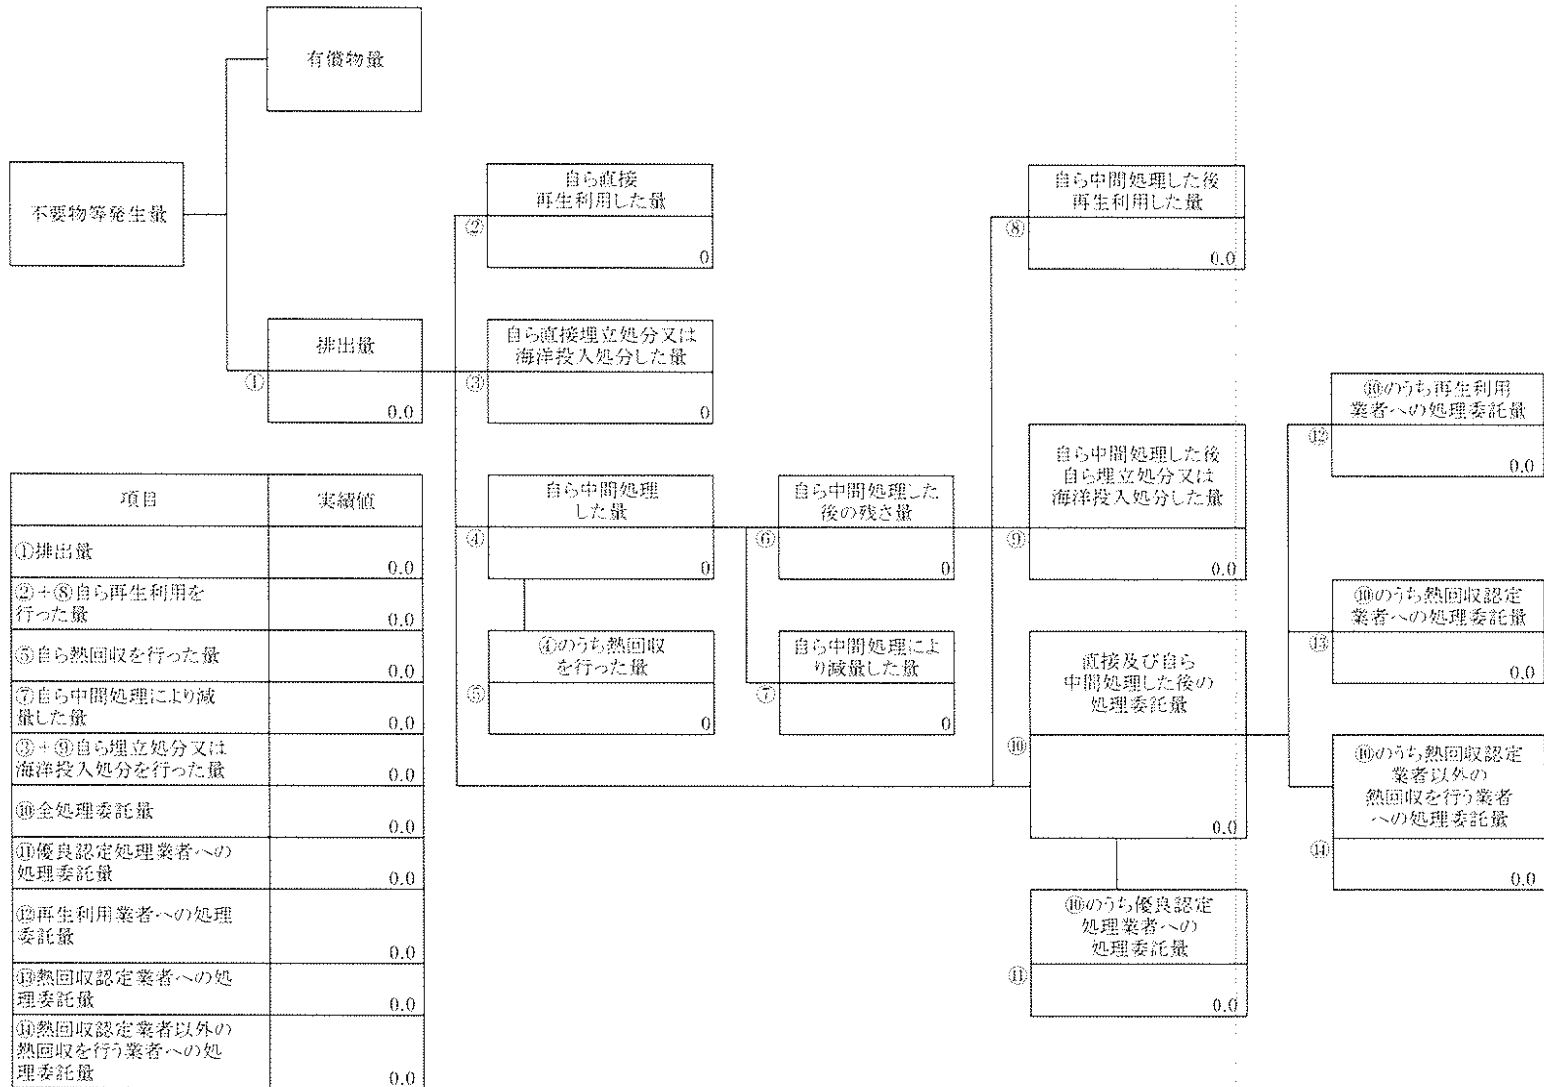 有償物量
不要物等発生量
自ら直接
再生利用した量
②
0
自ら中間処理した後
再生利用した量
⑧
0.0
排出量
①
0.0
自ら直接埋立処分又は
海洋投入処分した量
③
0
⑩のうち再生利用
業者への処理委託量
⑫
0.0
自ら中間処理
した量
④
0
自ら中間処理した
後の残さ量
⑥
0
自ら中間処理した後
自ら埋立処分又は
海洋投入処分した量
⑨
0.0
⑩のうち熱回収認定
業者への処理委託量
⑬
0.0
④のうち熱回収
を行った量
⑤
0
自ら中間処理によ
り減量した量
⑦
0
直接及び自ら
中間処理した後の
処理委託量
⑩
0.0
⑩のうち熱回収認定
業者以外の
熱回収を行う業者
への処理委託量
⑭
0.0
⑩のうち優良認定
処理業者への
処理委託量
⑪
0.0
項目 実績値
①排出量
0.0
②+⑧自ら再生利用を
行った量 0.0
⑤自ら熱回収を行った量
0.0
⑦自ら中間処理により減
量した量 0.0
③+⑨自ら埋立処分又は
海洋投入処分を行った量 0.0
⑩全処理委託量
0.0
⑪優良認定処理業者への
処理委託量 0.0
⑫再生利用業者への処理
委託量 0.0
⑬熱回収認定業者への処
理委託量 0.0
⑭熱回収認定業者以外の
熱回収を行う業者への処
理委託量 0.0